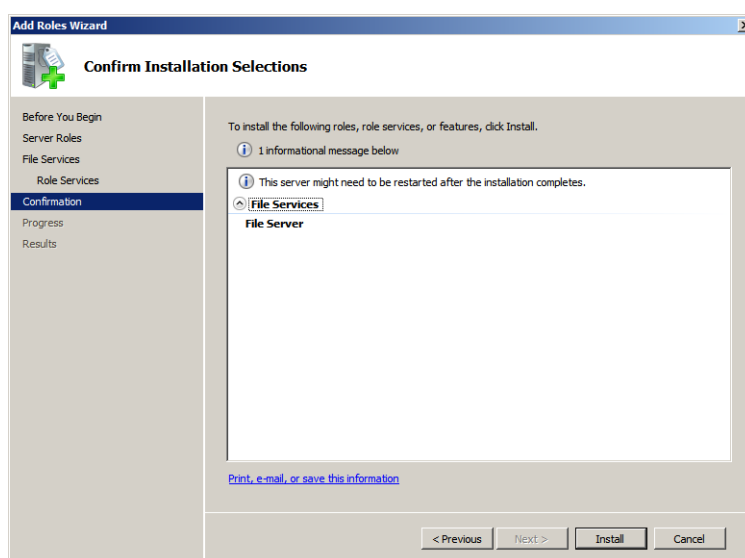 Add Roles Wizard
Confirm Installation Selections
Before You Begin
Server Roles
File Services
Role Services
Confirmation
Progress
Results
To install the following roles, role services, or features, click Install.
1 informational message below
This server might need to be restarted after the installation completes.
File Services
File Server
Print, e-mail, or save this information
< Previous
Next >
Install
Cancel